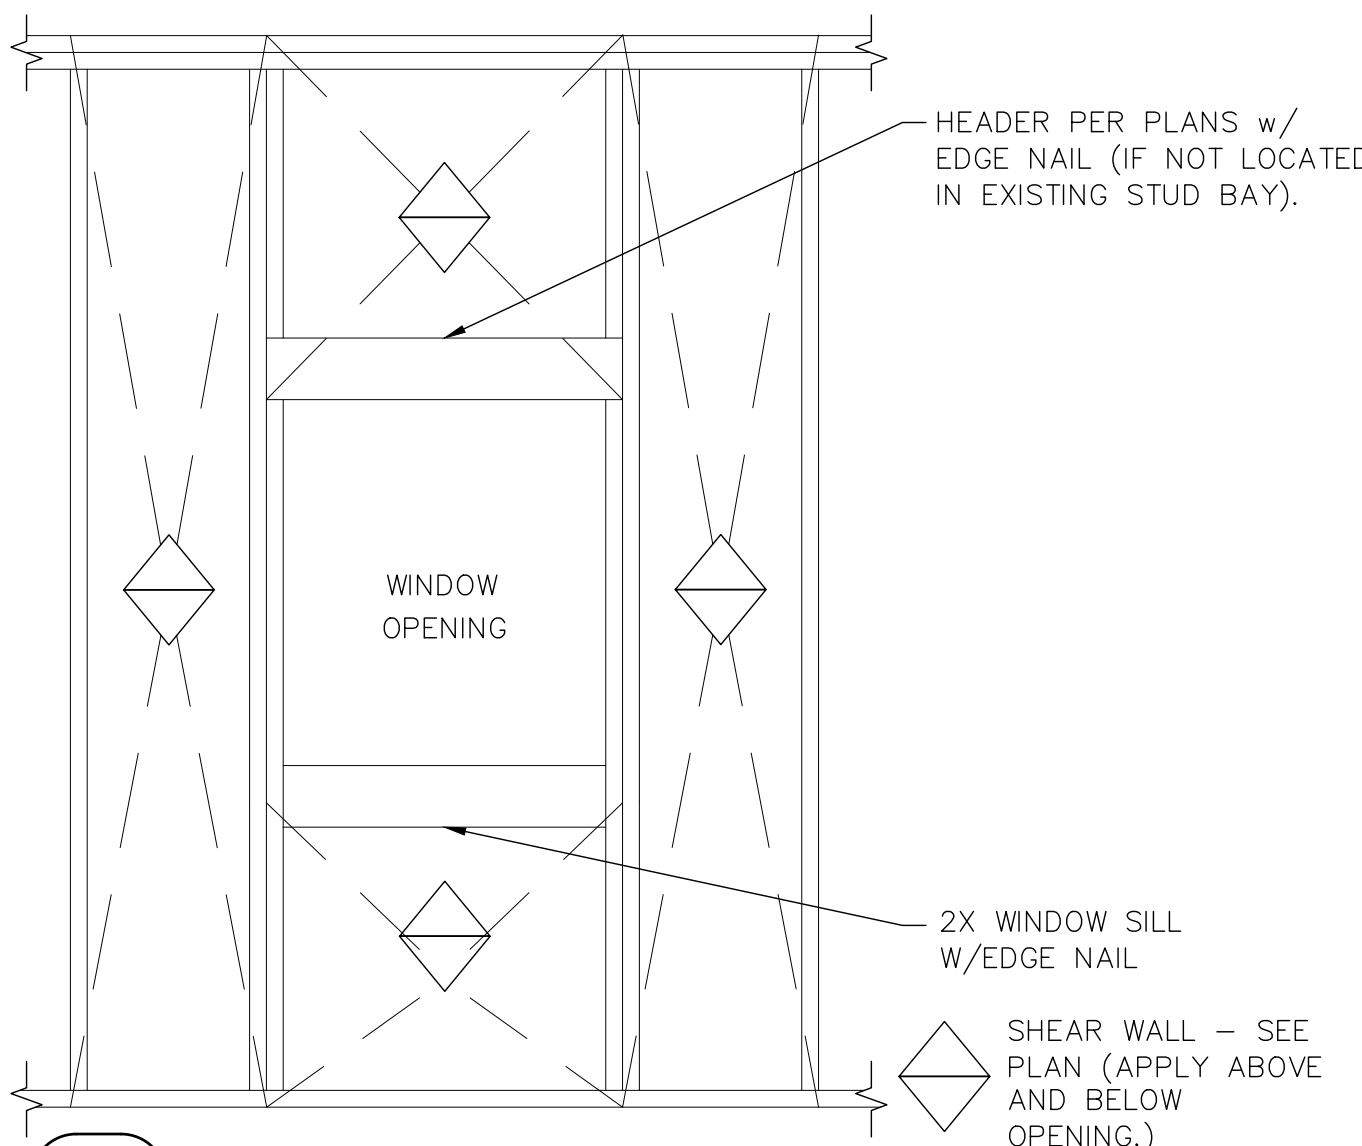 HEADER PER PLANS w/
EDGE NAIL (IF NOT LOCATED
IN EXISTING STUD BAY).
WINDOW
OPENING
2X WINDOW SILL
W/EDGE NAIL
SHEAR WALL – SEE
PLAN (APPLY ABOVE
AND BELOW
OPENING.)